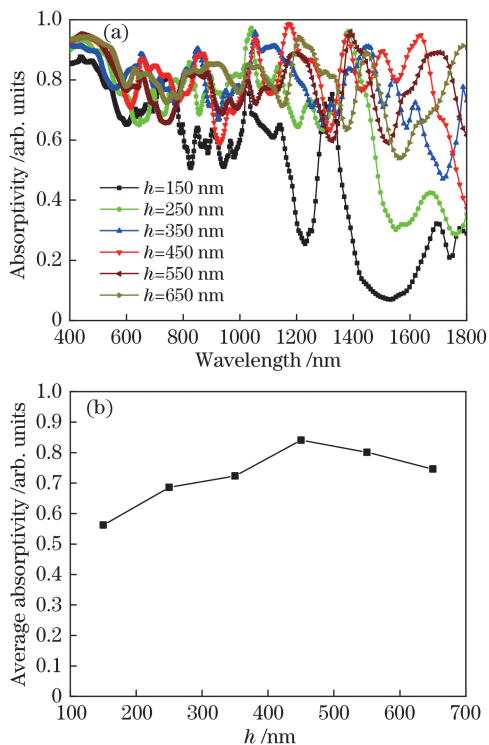 (a)
Absorptivity /arb. units
1.0
0.8
0.6
0.4
0.2
0
h=150 nm
h=250 nm
h=350 nm
h=450 nm
h=550 nm
h=650 nm
400 600 800 1000 1200 1400 1600 1800
Wavelength /nm
(b)
Average absorptivity /arb. units
1.0
0.9
0.8
0.7
0.6
0.5
0.4
0.3
0.2
0.1
0
100 200 300 400 500 600 700
h /nm